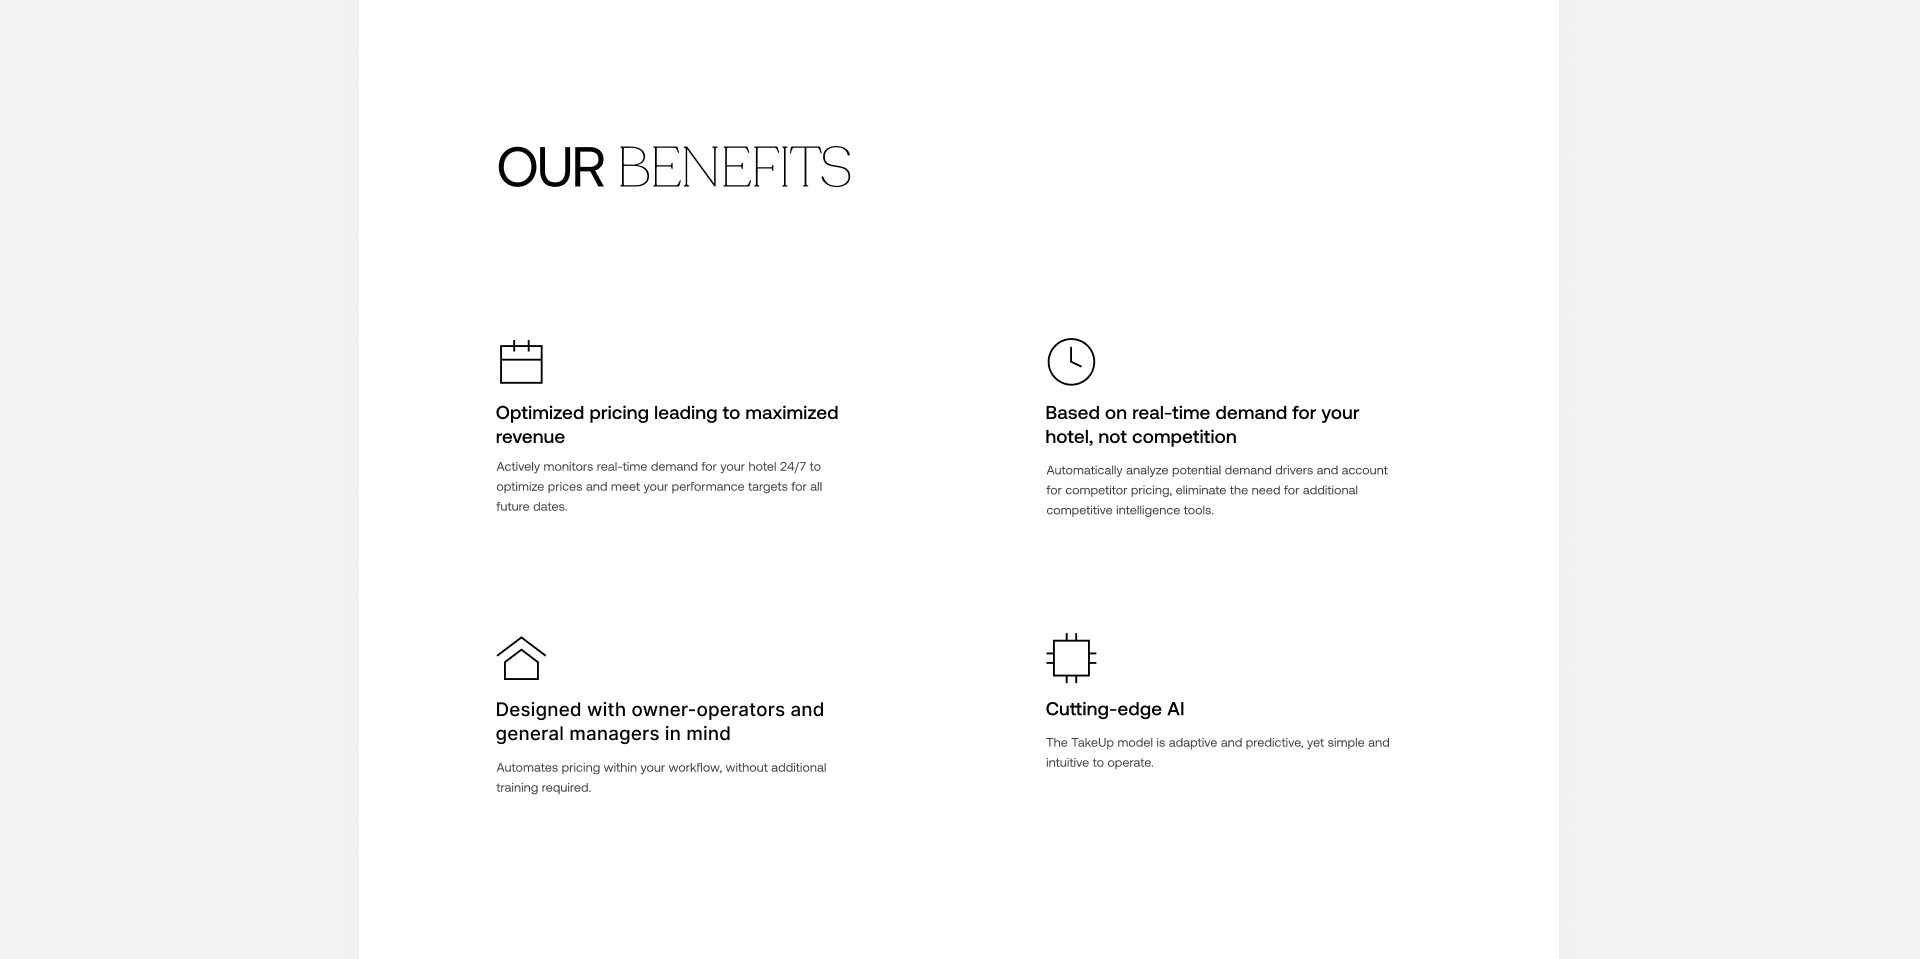 OUR BENEFITS
Optimized pricing leading to maximized
revenue
Actively monitors real-time demand for your hotel 24/7 to
optimize prices and meet your performance targets for all
future dates.
Based on real-time demand for your
hotel, not competition
Automatically analyze potential demand drivers and account
for competitor pricing, eliminate the need for additional
competitive intelligence tools.
Designed with owner-operators and
general managers in mind
Automates pricing within your workflow, without additional
training required.
Cutting-edge AI
The TakeUp model is adaptive and predictive, yet simple and
intuitive to operate.